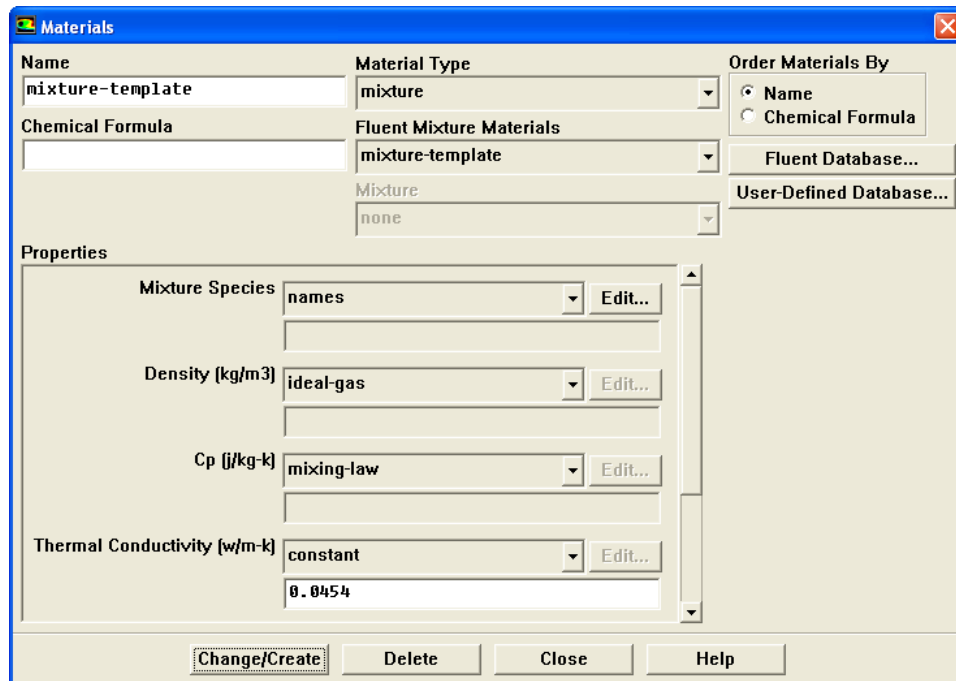 Materials
Name
mixture-template
Chemical Formula
Material Type
mixture
Fluent Mixture Materials
mixture-template
Mixture
none
Order Materials By
Name
Chemical Formula
Fluent Database...
User-Defined Database...
Properties
Mixture Species
names
Edit...
Density (kg/m3)
ideal-gas
Edit...
Cp (j/kg-k)
mixing-law
Edit...
Thermal Conductivity (w/m-k)
constant
Edit...
0.0454
Change/Create
Delete
Close
Help